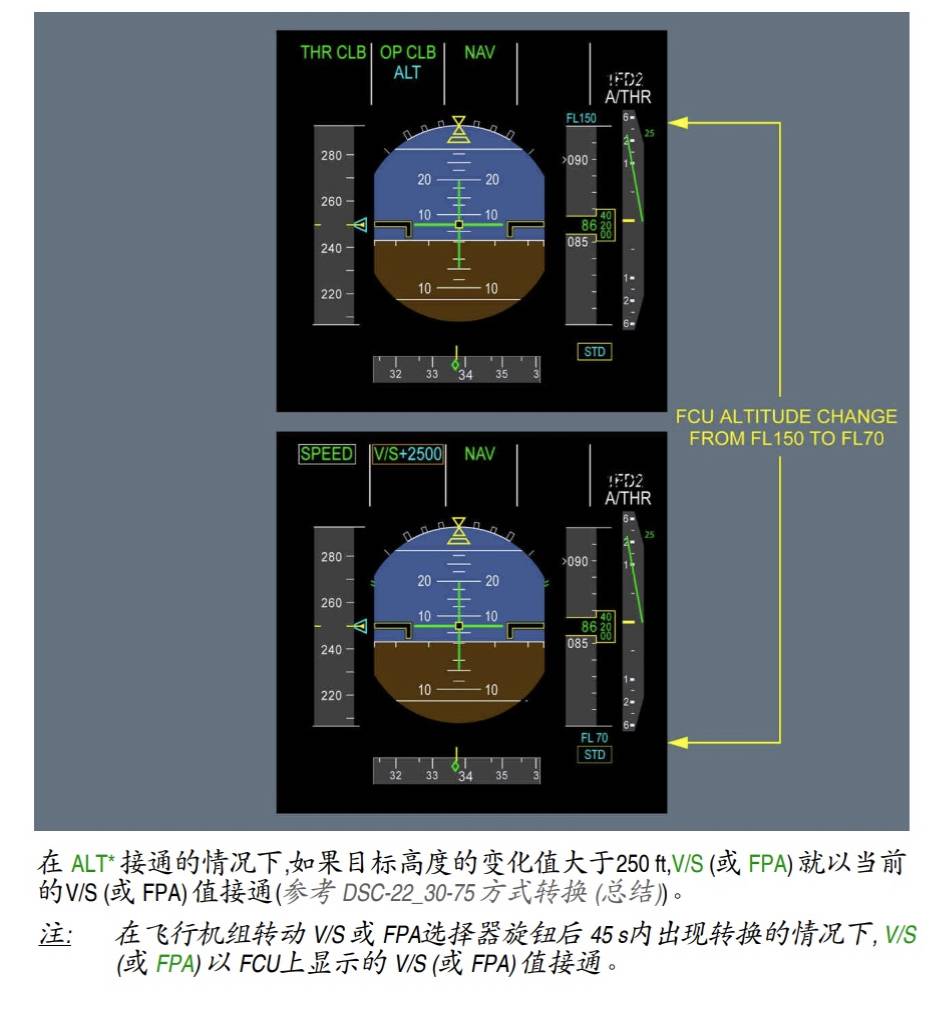 THR CLB OP CLB NAV
ALT
1FD2
A/THR
FL150
6
2
1
25
280
260
240
220
20 20
10 10
10 10
090
86 40
20
00
085
1
2
6
STD
32 33 34 35 3
FCU ALTITUDE CHANGE
FROM FL150 TO FL70
SPEED V/S+2500 NAV
1FD2
A/THR
6
2
1
25
280
260
240
220
20 20
10 10
10 10
090
86 40
20
00
085
1
2
6
FL 70
STD
32 33 34 35 3
在 ALT* 接通的情况下,如果目标高度的变化值大于250 ft,V/S (或 FPA) 就以当前
的V/S (或 FPA) 值接通(参考 DSC-22_30-75 方式转换 (总结))。
注: 在飞行机组转动 V/S 或 FPA选择器旋钮后 45 s内出现转换的情况下, V/S
(或 FPA) 以 FCU上显示的 V/S (或 FPA) 值接通。